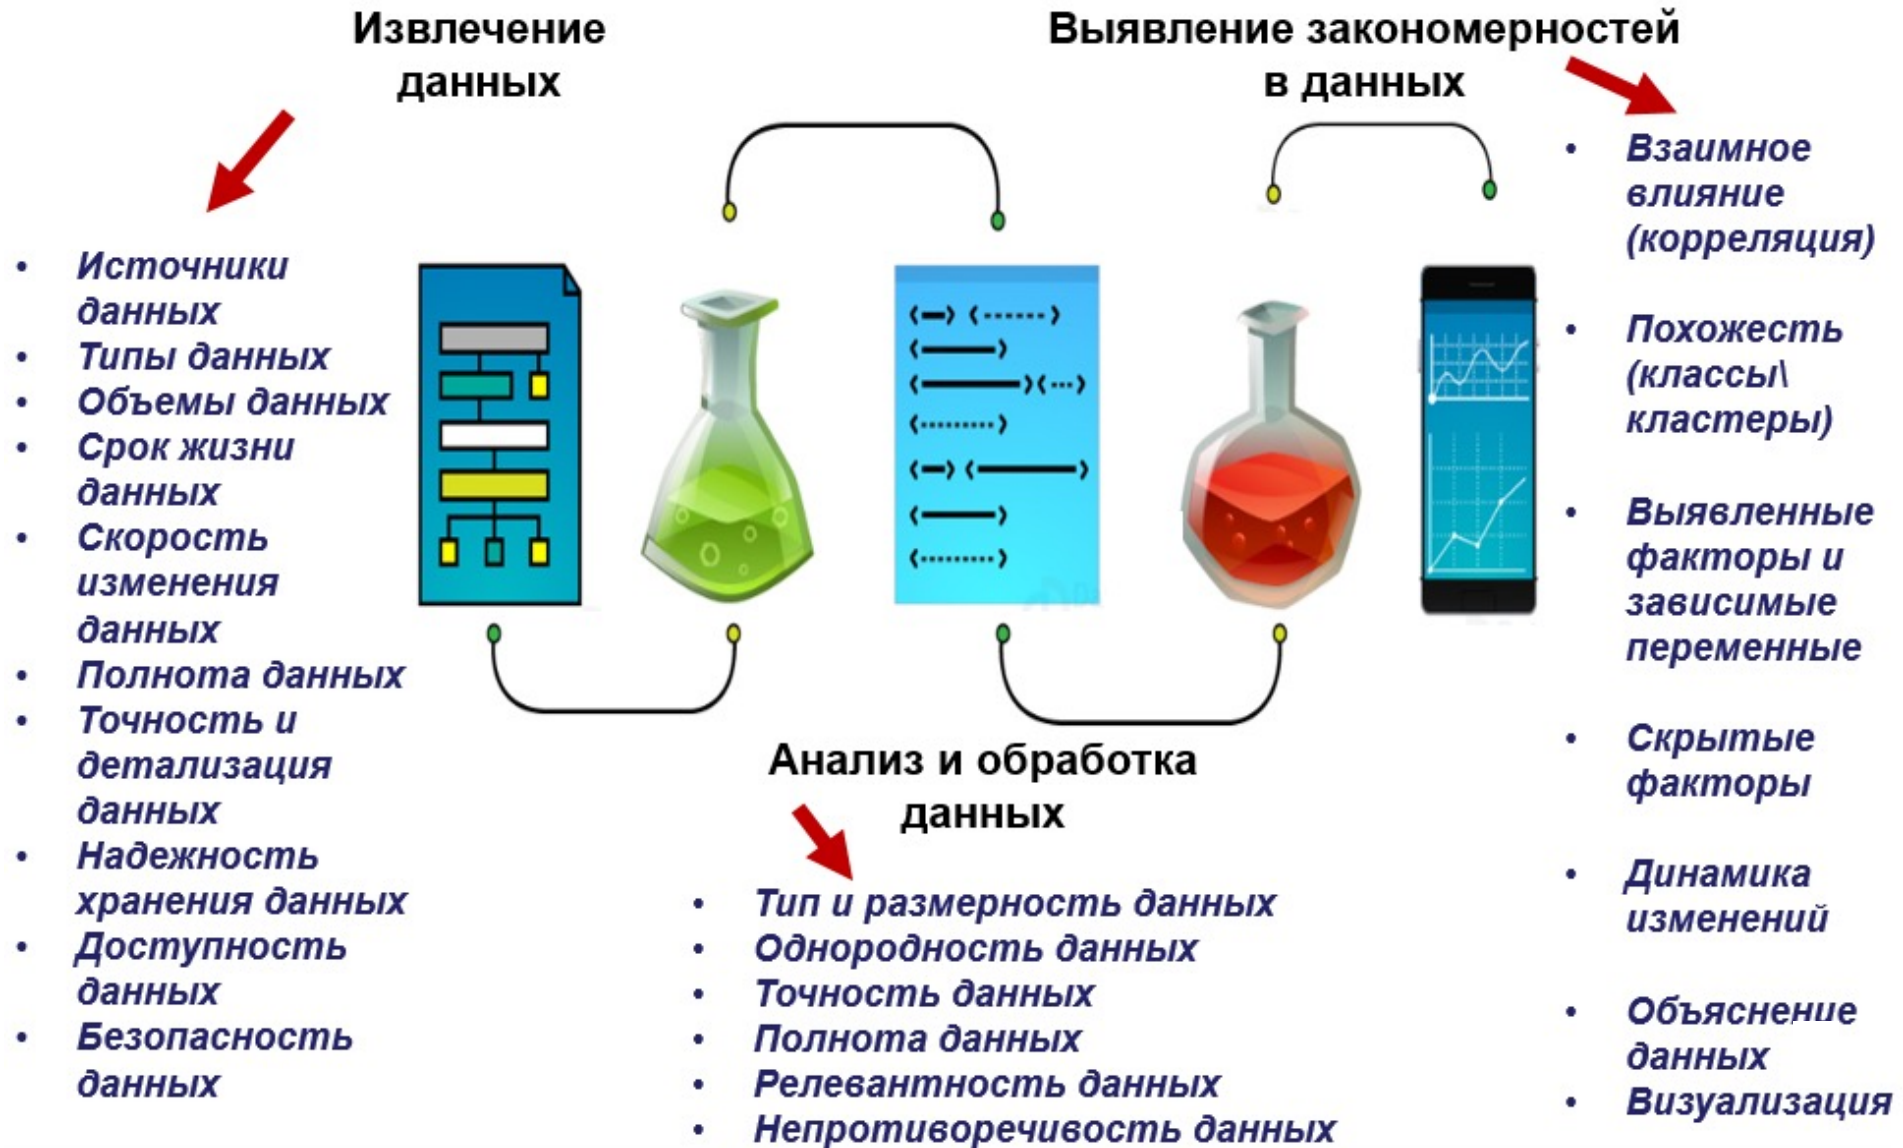 Извлечение
данных
Выявление закономерностей
в данных
• Источники
данных
• Типы данных
• Объемы данных
• Срок жизни
данных
• Скорость
изменения
данных
• Полнота данных
• Точность и
детализация
данных
• Надежность
хранения данных
• Доступность
данных
• Безопасность
данных
Анализ и обработка
данных
• Тип и размерность данных
• Однородность данных
• Точность данных
• Полнота данных
• Релевантность данных
• Непротиворечивость данных
• Взаимное
влияние
(корреляция)
• Похожесть
(классы\
кластеры)
• Выявленные
факторы и
зависимые
переменные
• Скрытые
факторы
• Динамика
изменений
• Объяснение
данных
• Визуализация